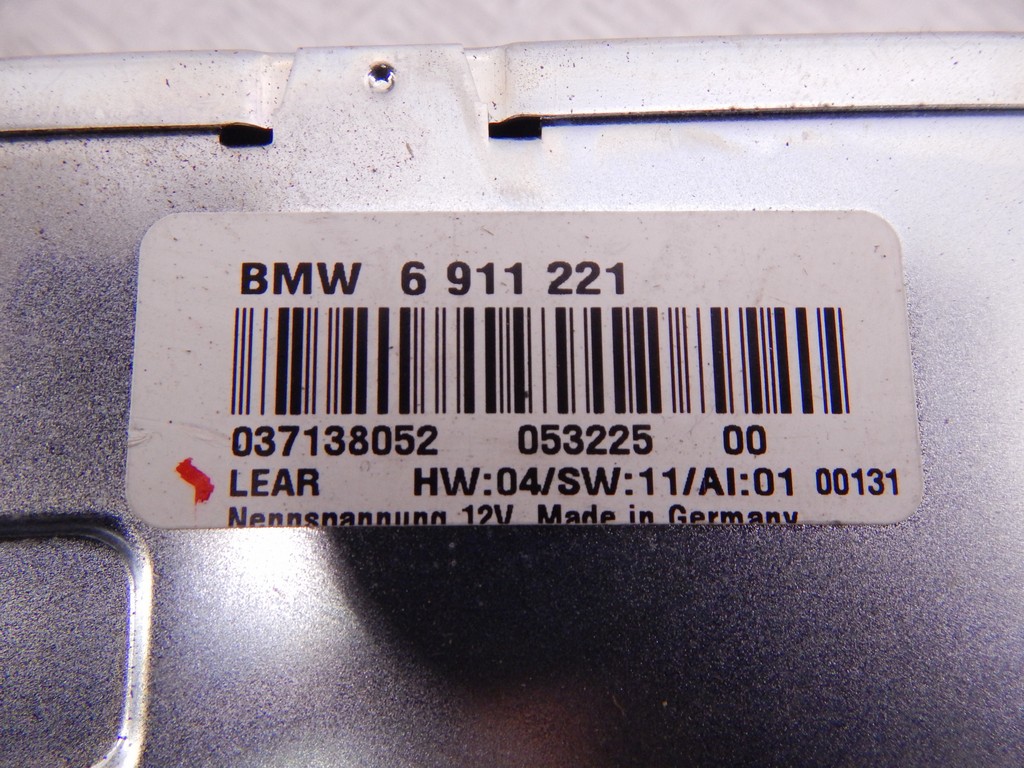 BMW 6 911 221
037138052 053225 00
LEAR HW:04/SW:11/AI:01 00131
Nennspannung 12V Made in Germany